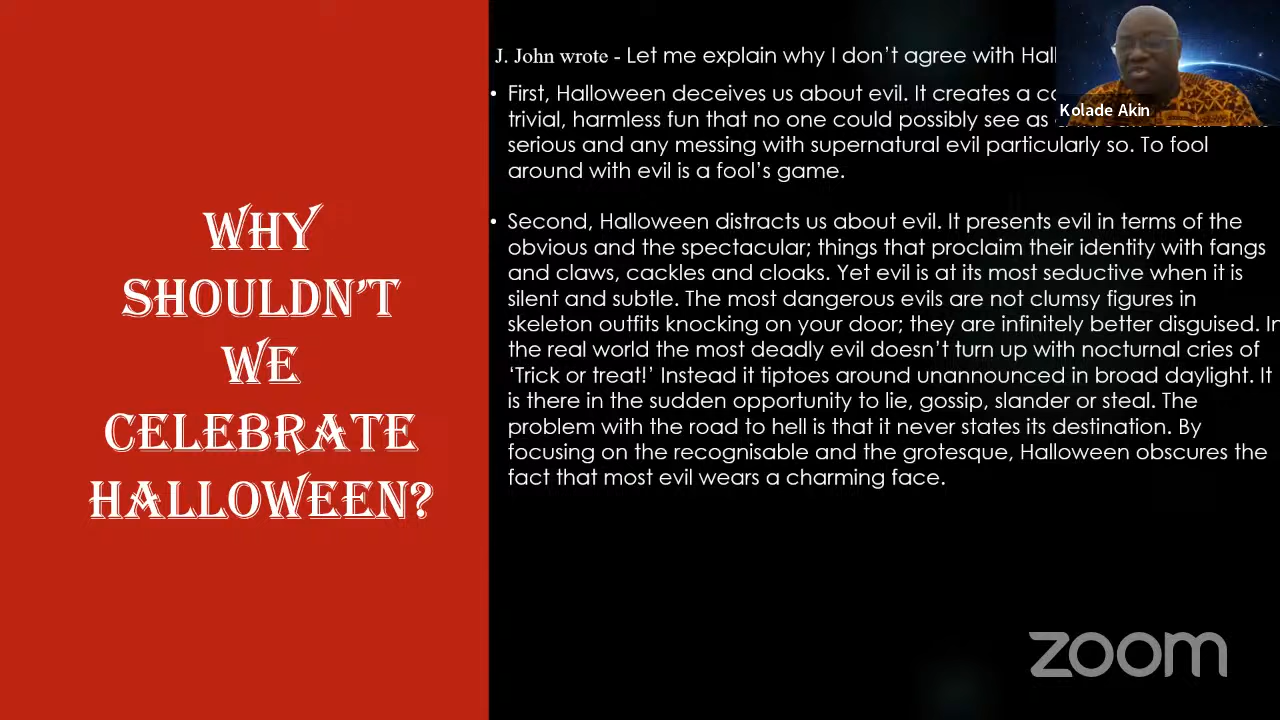 WHY
SHOULDN'T
WE
CELEBRATE
HALLOWEEN?
J. John wrote - Let me explain why I don't agree with
• First, Halloween deceives us about evil. It creates a
trivial, harmless fun that no one could possibly see as
serious and any messing with supernatural evil particularly so. To fool
around with evil is a fool's game.
• Second, Halloween distracts us about evil. It presents evil in terms of the
obvious and the spectacular; things that proclaim their identity with fangs
and claws, cackles and cloaks. Yet evil is at its most seductive when it is
silent and subtle. The most dangerous evils are not clumsy figures in
skeleton outfits knocking on your door; they are infinitely better disguised. In
the real world the most deadly evil doesn't turn up with nocturnal cries of
'Trick or treat!' Instead it tiptoes around unannounced in broad daylight. It
is there in the sudden opportunity to lie, gossip, slander or steal. The
problem with the road to hell is that it never states its destination. By
focusing on the recognisable and the grotesque, Halloween obscures the
fact that most evil wears a charming face.
Kolade Akin
zoom